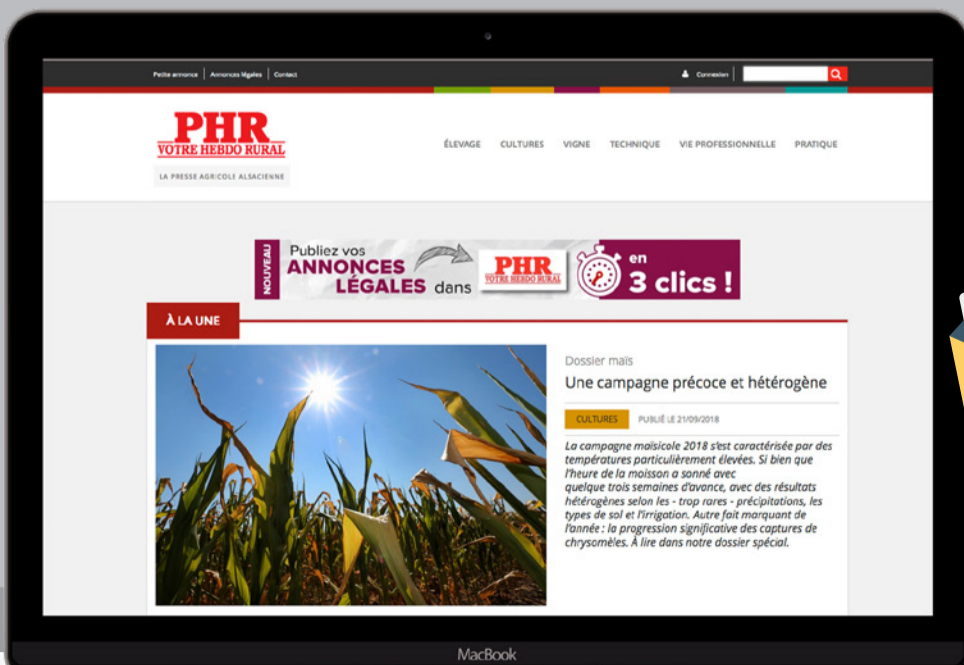 Petite annonce | Annonces légales | Contact
Connexion
PHR
VOTRE HEBDO RURAL
LA PRESSE AGRICOLE ALSACIENNE
ÉLEVAGE CULTURES VIGNE TECHNIQUE VIE PROFESSIONNELLE PRATIQUE
NOUVEAU
Publiez vos
ANNONCES
LÉGALES dans
PHR
VOTRE HEBDO RURAL
en
3 clics !
À LA UNE
Dossier maïs
Une campagne précoce et hétérogène
CULTURES PUBLIÉ LE 21/09/2018
La campagne maïsicole 2018 s'est caractérisée par des
températures particulièrement élevées. Si bien que
l'heure de la moisson a sonné avec
quelque trois semaines d'avance, avec des résultats
hétérogènes selon les - trop rares - précipitations, les
types de sol et l'irrigation. Autre fait marquant de
l'année : la progression significative des captures de
chrysomèles. À lire dans notre dossier spécial.
MacBook